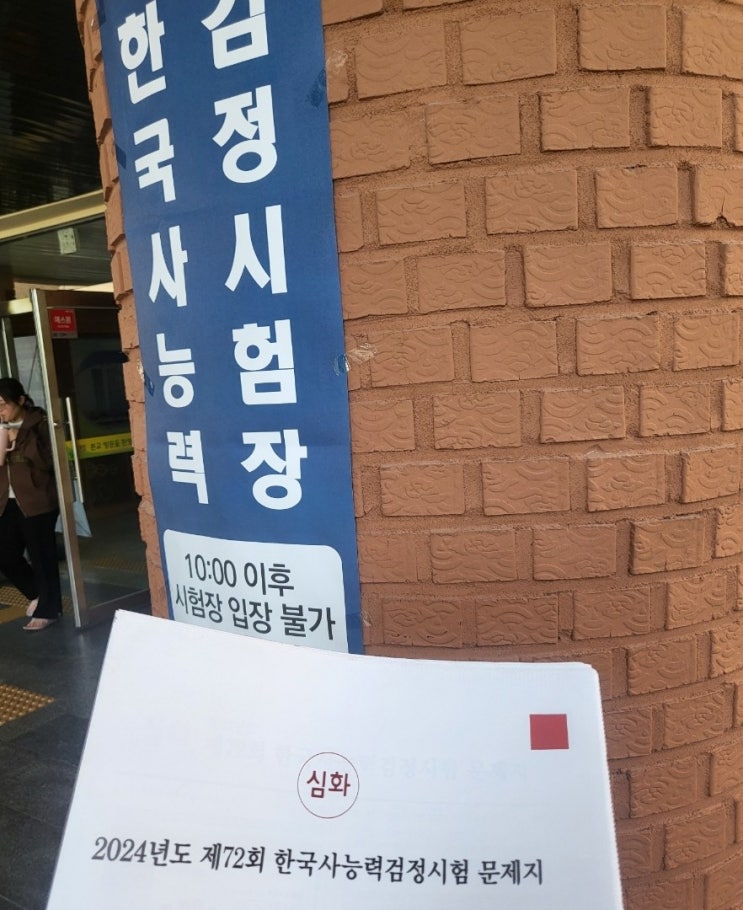 한국사능력
검정시험장
10:00 이후
시험장 입장 불가
심화
2024년도 제72회 한국사능력검정시험 문제지